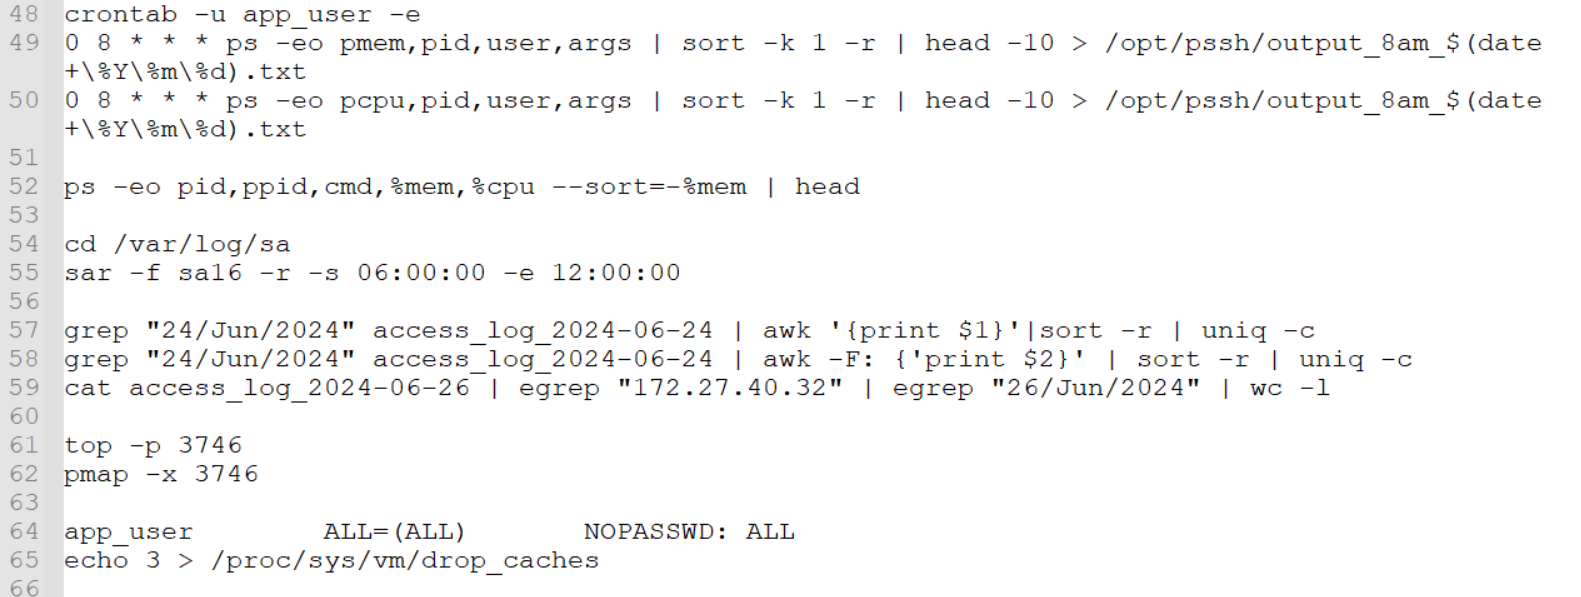 48 crontab -u app_user -e
49 0 8 * * * ps -eo pmem,pid,user,args | sort -k 1 -r | head -10 > /opt/pssh/output_8am_$(date
+\%Y\%m\%d).txt
50 0 8 * * * ps -eo pcpu,pid,user,args | sort -k 1 -r | head -10 > /opt/pssh/output_8am_$(date
+\%Y\%m\%d).txt
51
52 ps -eo pid,ppid,cmd,%mem,%cpu --sort=-%mem | head
53
54 cd /var/log/sa
55 sar -f sa16 -r -s 06:00:00 -e 12:00:00
56
57 grep "24/Jun/2024" access_log_2024-06-24 | awk '{print $1}'|sort -r | uniq -c
58 grep "24/Jun/2024" access_log_2024-06-24 | awk -F: {'print $2}' | sort -r | uniq -c
59 cat access_log_2024-06-26 | egrep "172.27.40.32" | egrep "26/Jun/2024" | wc -l
60
61 top -p 3746
62 pmap -x 3746
63
64 app_user ALL=(ALL) NOPASSWD: ALL
65 echo 3 > /proc/sys/vm/drop_caches
66